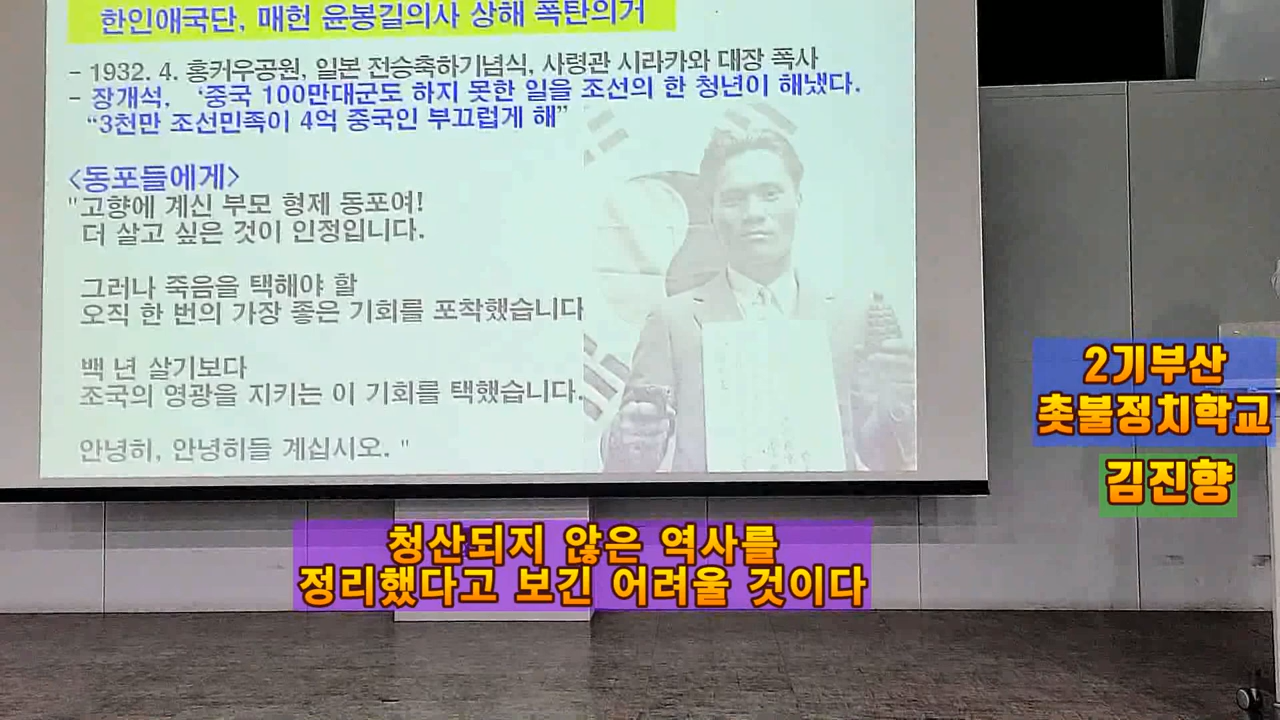 한인애국단, 매헌 윤봉길의사 상해 폭탄의거
- 1932. 4. 홍커우공원, 일본 전승축하기념식, 사령관 시라카와 대장 폭사
- 장개석, ‘중국 100만대군도 하지 못한 일을 조선의 한 청년이 해냈다.
“3천만 조선민족이 4억 중국인 부끄럽게 해”
<동포들에게>
"고향에 계신 부모 형제 동포여!
더 살고 싶은 것이 인정입니다.
그러나 죽음을 택해야 할
오직 한 번의 가장 좋은 기회를 포착했습니다
백 년 살기보다
조국의 영광을 지키는 이 기회를 택했습니다.
안녕히, 안녕히들 계십시오. "
2기부산
촛불정치학교
김진향
청산되지 않은 역사를
정리했다고 보긴 어려울 것이다